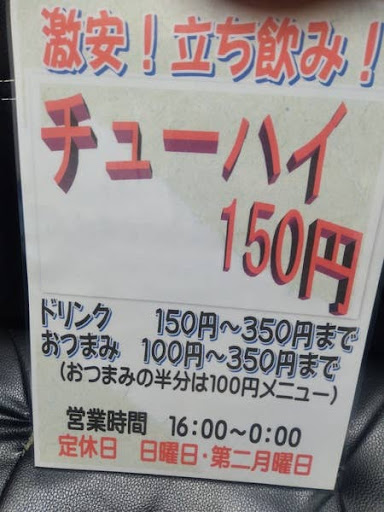 激安！立ち飲み！
チューハイ
150円
ドリンク 150円～350円まで
おつまみ 100円～350円まで
(おつまみの半分は100円メニュー)
営業時間 16:00～0:00
定休日 日曜日・第二月曜日